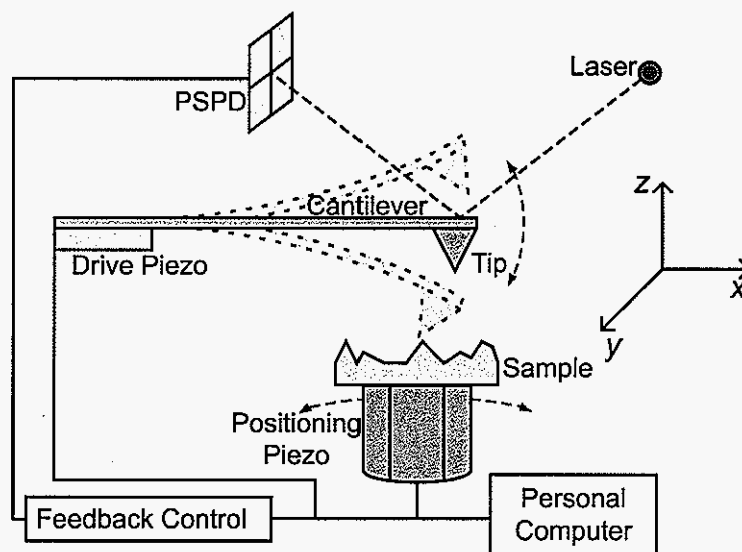 Laser
PSPD
Cantilever
z
Drive Piezo
Tip
x
y
Sample
Positioning
Piezo
Feedback Control
Personal
Computer